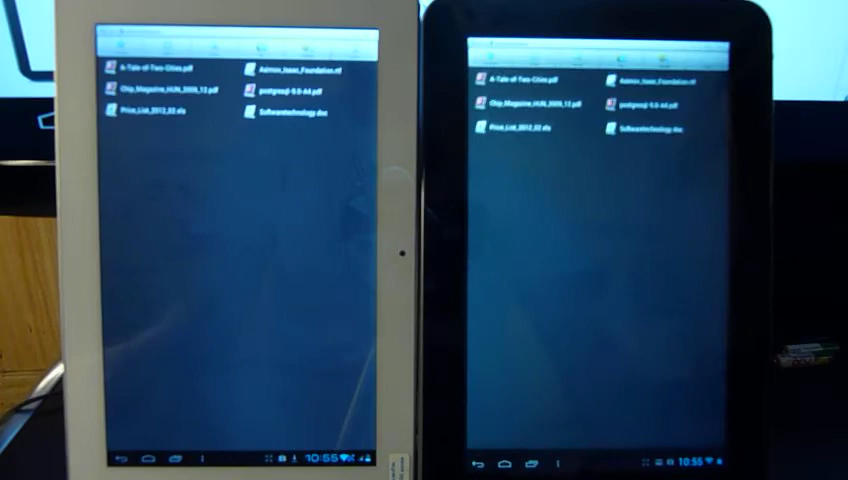 A-Tale-of-Two-Cities.pdf
Asimov_Isaac_Foundation.rtf
Chip_Magazine_HUN_2009_12.pdf
postgresql-9.0-A4.pdf
Price_List_2012_02.xls
Softwaretechnology.doc
10:55
A-Tale-of-Two-Cities.pdf
Asimov_Isaac_Foundation.rtf
Chip_Magazine_HUN_2009_12.pdf
postgresql-9.0-A4.pdf
Price_List_2012_02.xls
Softwaretechnology.doc
10:55